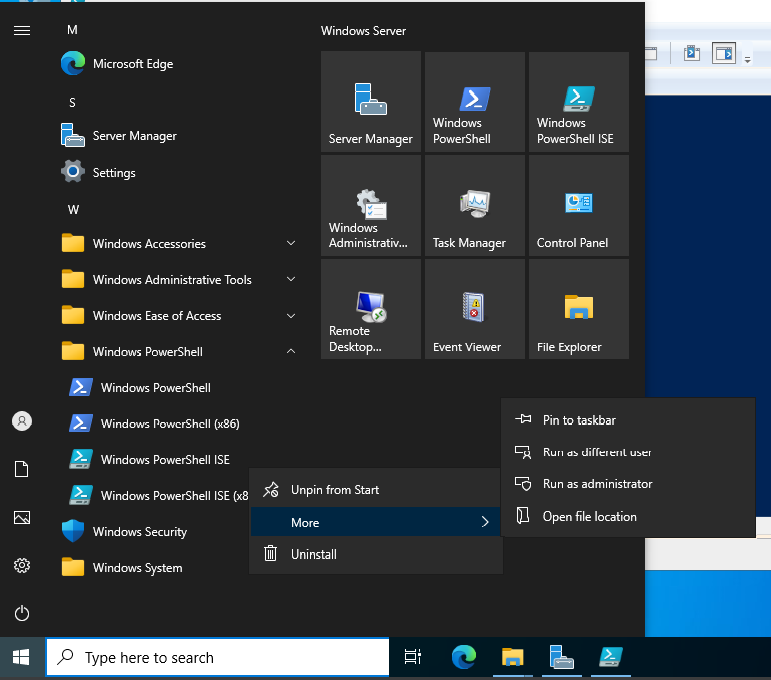 M
Microsoft Edge
S
Server Manager
Settings
W
Windows Accessories
Windows Administrative Tools
Windows Ease of Access
Windows PowerShell
Windows PowerShell
Windows PowerShell (x86)
Windows PowerShell ISE
Windows PowerShell ISE (x8
Windows Security
Windows System
Windows Server
Server Manager
Windows
PowerShell
Windows
PowerShell ISE
Windows
Administrativ...
Task Manager
Control Panel
Remote
Desktop...
Event Viewer
File Explorer
Unpin from Start
More
Uninstall
Pin to taskbar
Run as different user
Run as administrator
Open file location
Type here to search